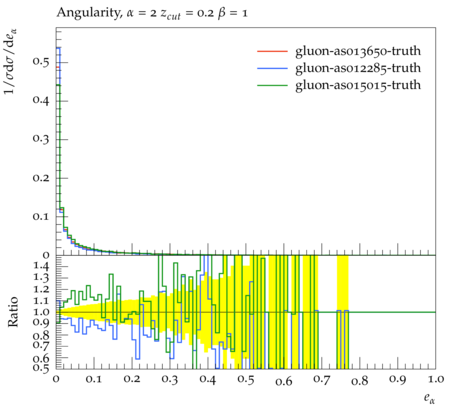 Angularity, α = 2 z_cut = 0.2 β = 1
1/σdσ/de_α
gluon-as013650-truth
gluon-as012285-truth
gluon-as015015-truth
0.5
0.4
0.3
0.2
0.1
0
Ratio
1.4
1.3
1.2
1.1
1.0
0.9
0.8
0.7
0.6
0.5
0 0.1 0.2 0.3 0.4 0.5 0.6 0.7 0.8 0.9 1.0
e_α